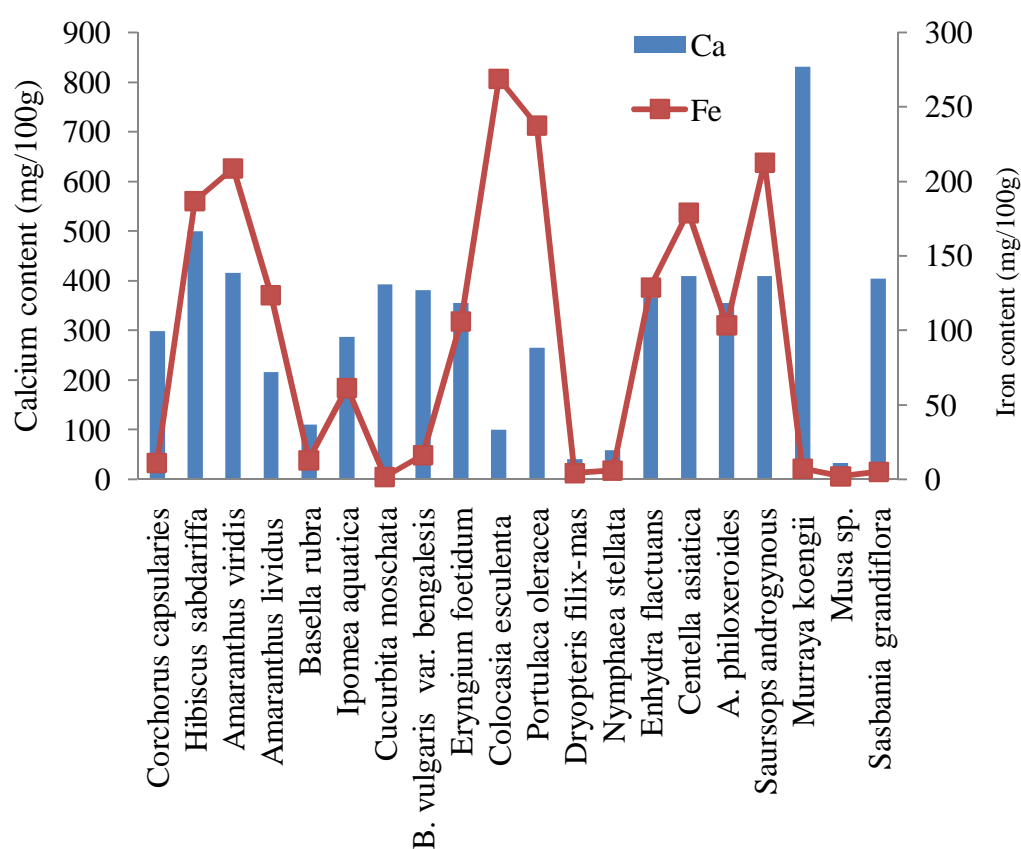 900
800
700
600
500
400
300
200
100
0
Calcium content (mg/100g)
300
250
200
150
100
50
0
Iron content (mg/100g)
Ca
Fe
Corchorus capsularies
Hibiscus sabdariffa
Amaranthus viridis
Amaranthus lividus
Basella rubra
Ipomea aquatica
Cucurbita moschata
B. vulgaris var. bengalesis
Eryngium foetidum
Colocasia esculenta
Portulaca oleracea
Dryopteris filix-mas
Nymphaea stellata
Enhydra flactuans
Centella asiatica
A. philoxeroides
Saursops androgynous
Murraya koengii
Musa sp.
Sasbania grandiflora